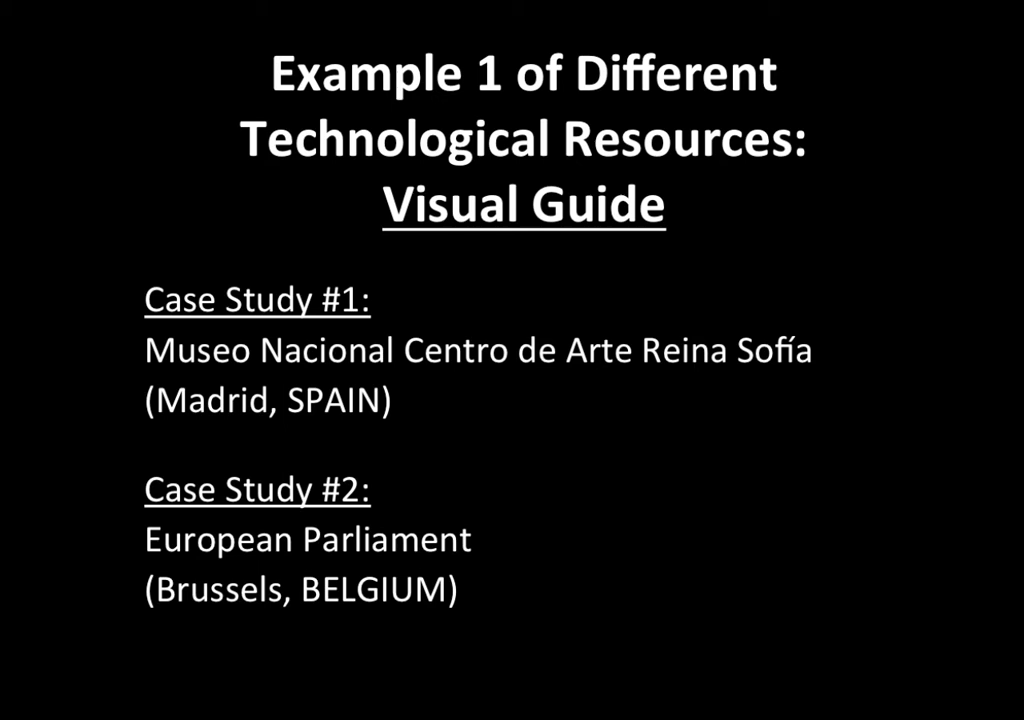 Example 1 of Different
Technological Resources:
Visual Guide
Case Study #1:
Museo Nacional Centro de Arte Reina Sofía
(Madrid, SPAIN)
Case Study #2:
European Parliament
(Brussels, BELGIUM)